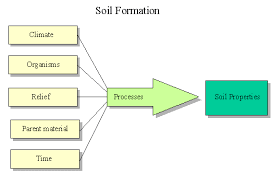 Soil Formation
Climate
Organisms
Relief
Processes
Soil Properties
Parent material
Time